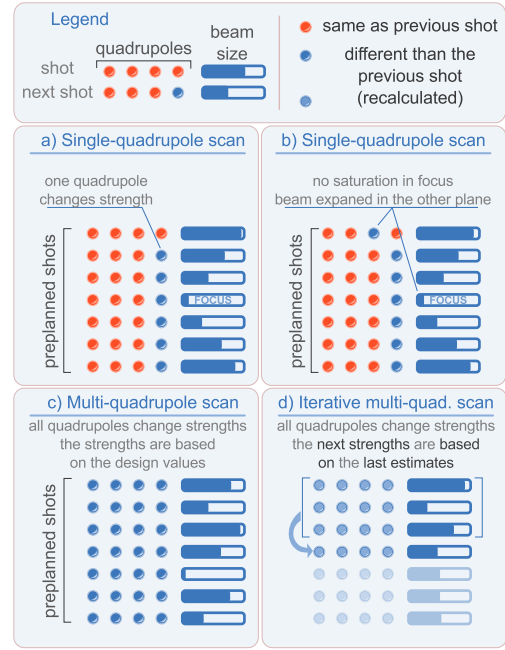 Legend
quadrupoles
beam
size
shot
next shot
same as previous shot
different than the
previous shot
(recalculated)
a) Single-quadrupole scan
one quadrupole
changes strength
preplanned shots
FOCUS
b) Single-quadrupole scan
no saturation in focus
beam expaned in the other plane
preplanned shots
FOCUS
c) Multi-quadrupole scan
all quadrupoles change strengths
the strengths are based
on the design values
preplanned shots
d) Iterative multi-quad. scan
all quadrupoles change strengths
the next strengths are based
on the last estimates